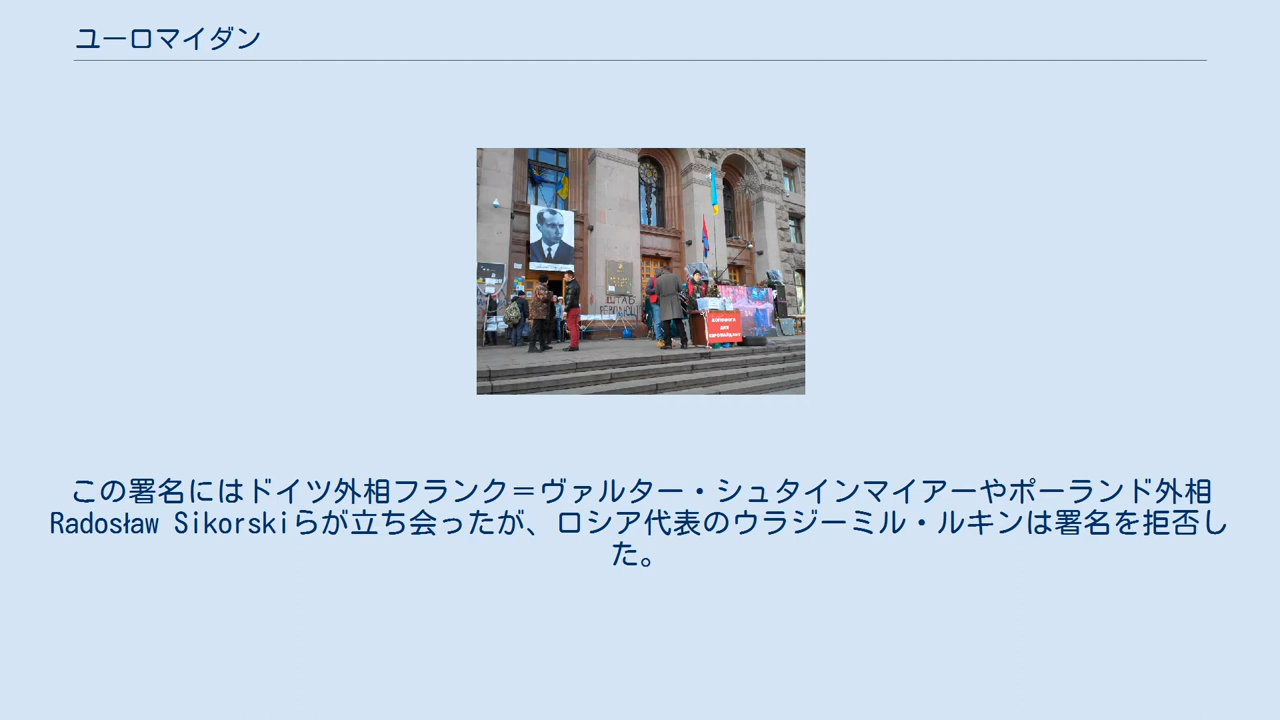 ユーロマイダン
ШТАБ
ДОПОМОГА
ДЛЯ
ЄВРОМАЙДАНУ
この署名にはドイツ外相フランク＝ヴァルター・シュタインマイアーやポーランド外相
Radosław Sikorskiらが立ち会ったが、ロシア代表のウラジーミル・ルキンは署名を拒否し
た。